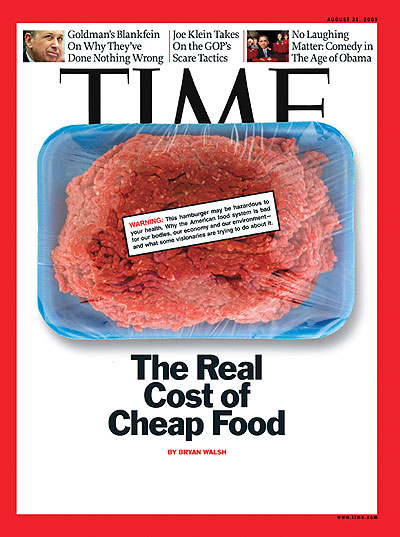 AUGUST 31, 2009
Goldman's Blankfein
On Why They've
Done Nothing Wrong
Joe Klein Takes
On the GOP's
Scare Tactics
No Laughing
Matter: Comedy in
The Age of Obama
TIME
WARNING: This hamburger may be hazardous to
your health. Why the American food system is bad
for our bodies, our economy and our environment—
and what some visionaries are trying to do about it.
The Real
Cost of
Cheap Food
BY BRYAN WALSH
www.time.com